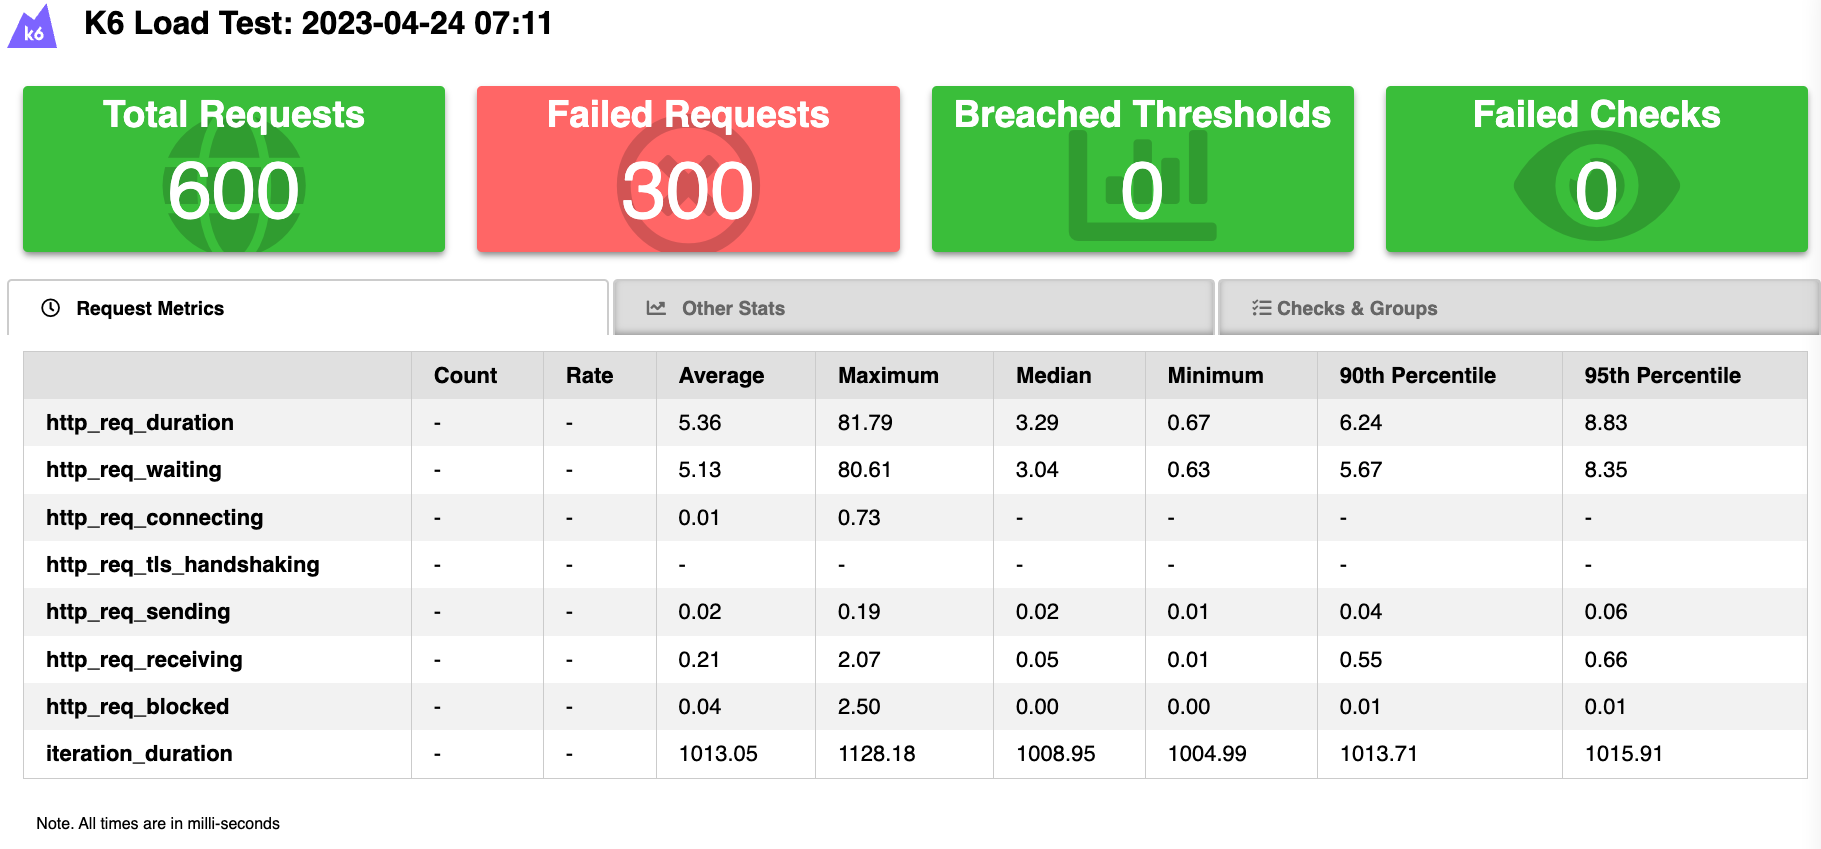 k6 K6 Load Test: 2023-04-24 07:11
Total Requests Failed Requests Breached Thresholds Failed Checks
600 300 0 0
Request Metrics Other Stats Checks & Groups
Count Rate Average Maximum Median Minimum 90th Percentile 95th Percentile
http_req_duration - - 5.36 81.79 3.29 0.67 6.24 8.83
http_req_waiting - - 5.13 80.61 3.04 0.63 5.67 8.35
http_req_connecting - - 0.01 0.73 - - - -
http_req_tls_handshaking - - - - - - - -
http_req_sending - - 0.02 0.19 0.02 0.01 0.04 0.06
http_req_receiving - - 0.21 2.07 0.05 0.01 0.55 0.66
http_req_blocked - - 0.04 2.50 0.00 0.00 0.01 0.01
iteration_duration - - 1013.05 1128.18 1008.95 1004.99 1013.71 1015.91
Note. All times are in milli-seconds